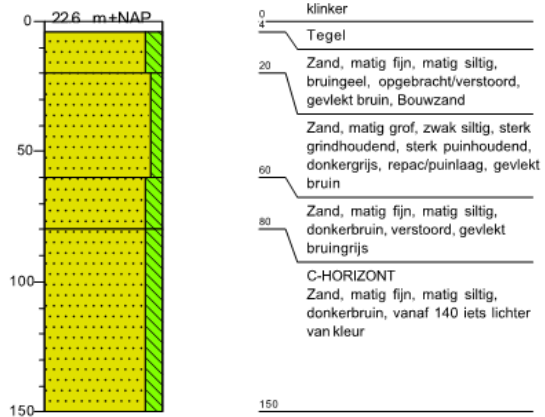 22.6 m+NAP
0
50
100
150
0
klinker
4
Tegel
20
Zand, matig fijn, matig siltig,
bruingeel, opgebracht/verstoord,
gevlekt bruin, Bouwzand
Zand, matig grof, zwak siltig, sterk
grindhoudend, sterk puinhoudend,
donkergrijs, repac/puinlaag, gevlekt
bruin
60
Zand, matig fijn, matig siltig,
donkerbruin, verstoord, gevlekt
bruingrijs
80
C-HORIZONT
Zand, matig fijn, matig siltig,
donkerbruin, vanaf 140 iets lichter
van kleur
150